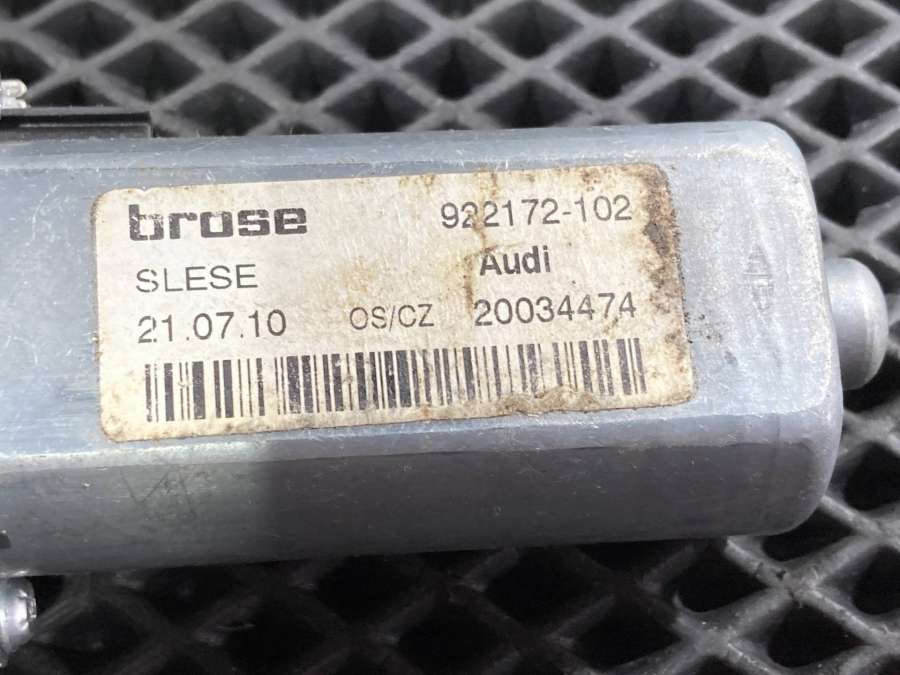 brose 922172-102
SLESE Audi
21.07.10 OS/CZ 20034474